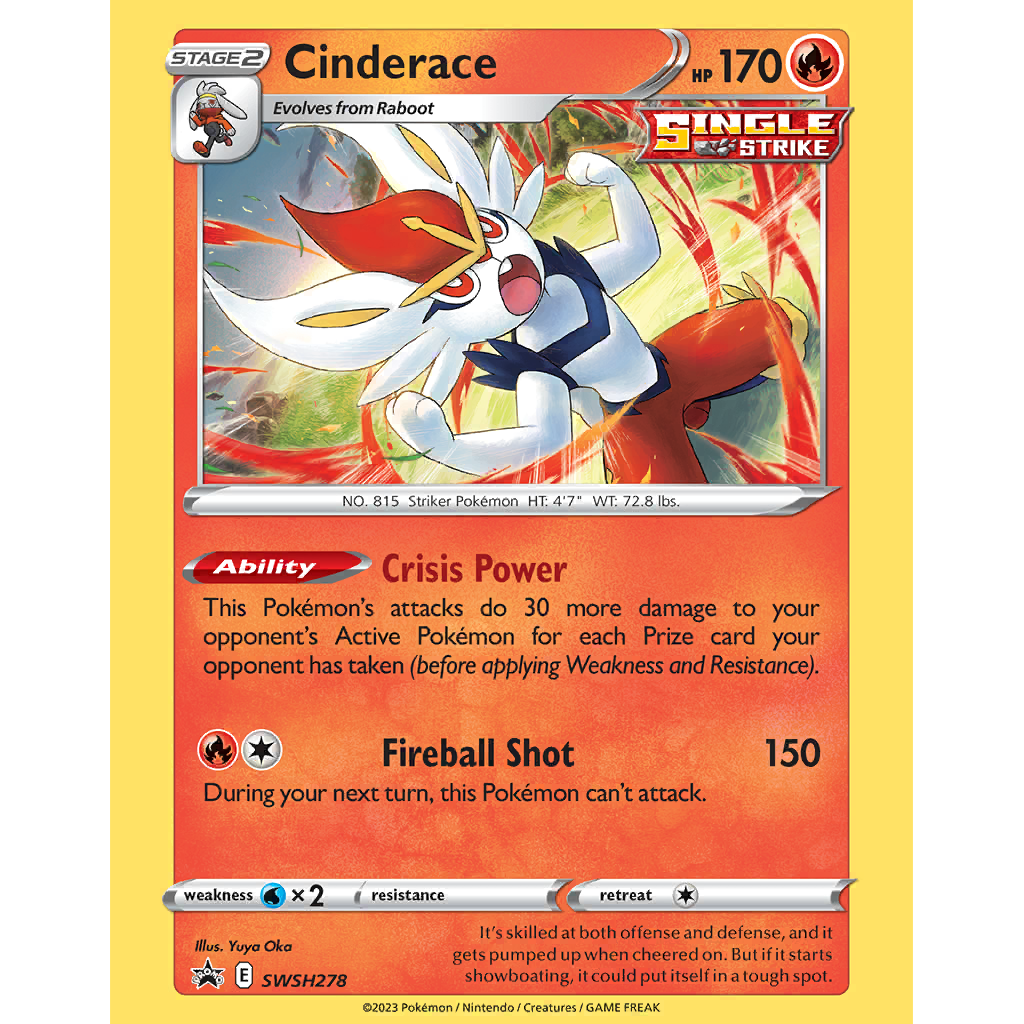 STAGE2
Cinderace
HP 170
Evolves from Raboot
SINGLE
STRIKE
NO. 815 Striker Pokémon HT: 4'7" WT: 72.8 lbs.
Ability Crisis Power
This Pokémon's attacks do 30 more damage to your
opponent's Active Pokémon for each Prize card your
opponent has taken (before applying Weakness and Resistance).
Fireball Shot 150
During your next turn, this Pokémon can't attack.
weakness ×2 resistance retreat
Illus. Yuya Oka
It's skilled at both offense and defense, and it
gets pumped up when cheered on. But if it starts
showboating, it could put itself in a tough spot.
PROMO E SWSH278
©2023 Pokémon / Nintendo / Creatures / GAME FREAK